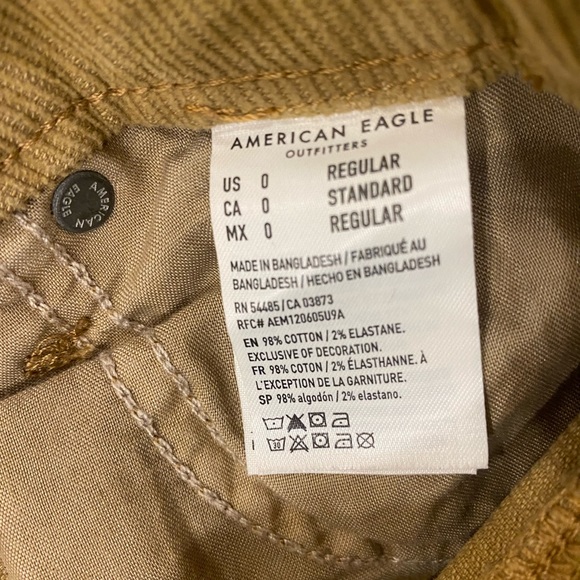 AMERICAN EAGLE
OUTFITTERS
US 0 REGULAR
CA 0 STANDARD
MX 0 REGULAR
MADE IN BANGLADESH / FABRIQUÉ AU
BANGLADESH / HECHO EN BANGLADESH
RN 54485 / CA 03873
RFC# AEM120605U9A
EN 98% COTTON / 2% ELASTANE.
EXCLUSIVE OF DECORATION.
FR 98% COTON / 2% ÉLASTHANNE. À
L'EXCEPTION DE LA GARNITURE.
SP 98% algodón / 2% elastano.
30
AMERICAN
EAGLE